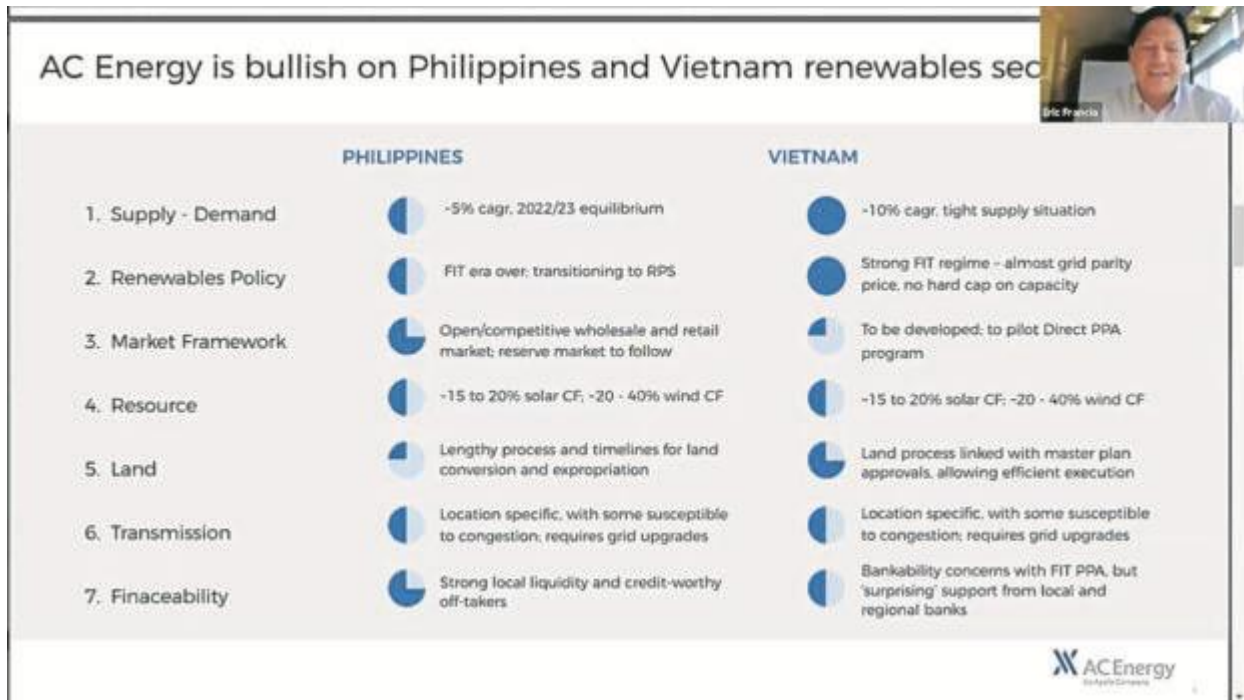 AC Energy is bullish on Philippines and Vietnam renewables sec
Eric Francia
PHILIPPINES
VIETNAM
1. Supply - Demand
~5% cagr, 2022/23 equilibrium
~10% cagr, tight supply situation
2. Renewables Policy
FIT era over; transitioning to RPS
Strong FIT regime – almost grid parity
price, no hard cap on capacity
3. Market Framework
Open/competitive wholesale and retail
market; reserve market to follow
To be developed; to pilot Direct PPA
program
4. Resource
~15 to 20% solar CF; ~20 - 40% wind CF
~15 to 20% solar CF; ~20 - 40% wind CF
5. Land
Lengthy process and timelines for land
conversion and expropriation
Land process linked with master plan
approvals, allowing efficient execution
6. Transmission
Location specific, with some susceptible
to congestion; requires grid upgrades
Location specific, with some susceptible
to congestion; requires grid upgrades
7. Finaceability
Strong local liquidity and credit-worthy
off-takers
Bankability concerns with FIT PPA, but
'surprising' support from local and
regional banks
AC Energy
An Ayala Company